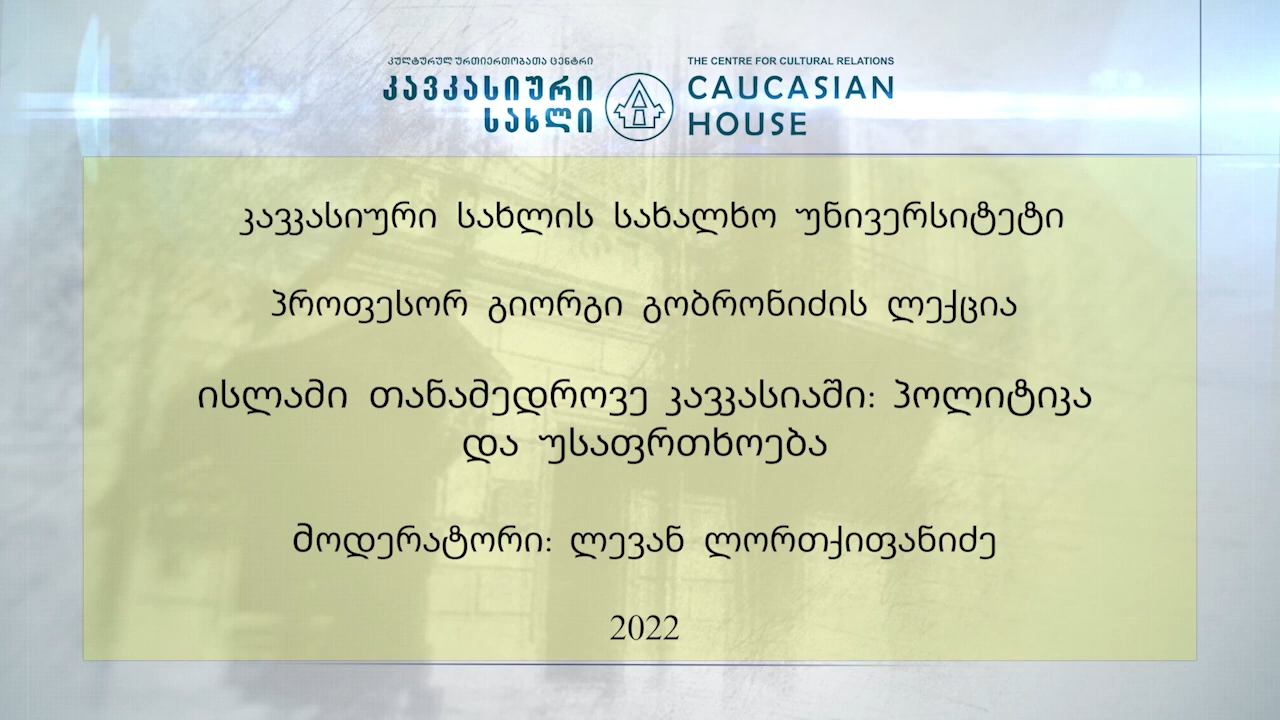 კულტურულ ურთიერთობათა ცენტრი
კავკასიური
სახლი
THE CENTRE FOR CULTURAL RELATIONS
CAUCASIAN
HOUSE
კავკასიური სახლის სახალხო უნივერსიტეტი
პროფესორ გიორგი გობრონიძის ლექცია
ისლამი თანამედროვე კავკასიაში: პოლიტიკა
და უსაფრთხოება
მოდერატორი: ლევან ლორთქიფანიძე
2022